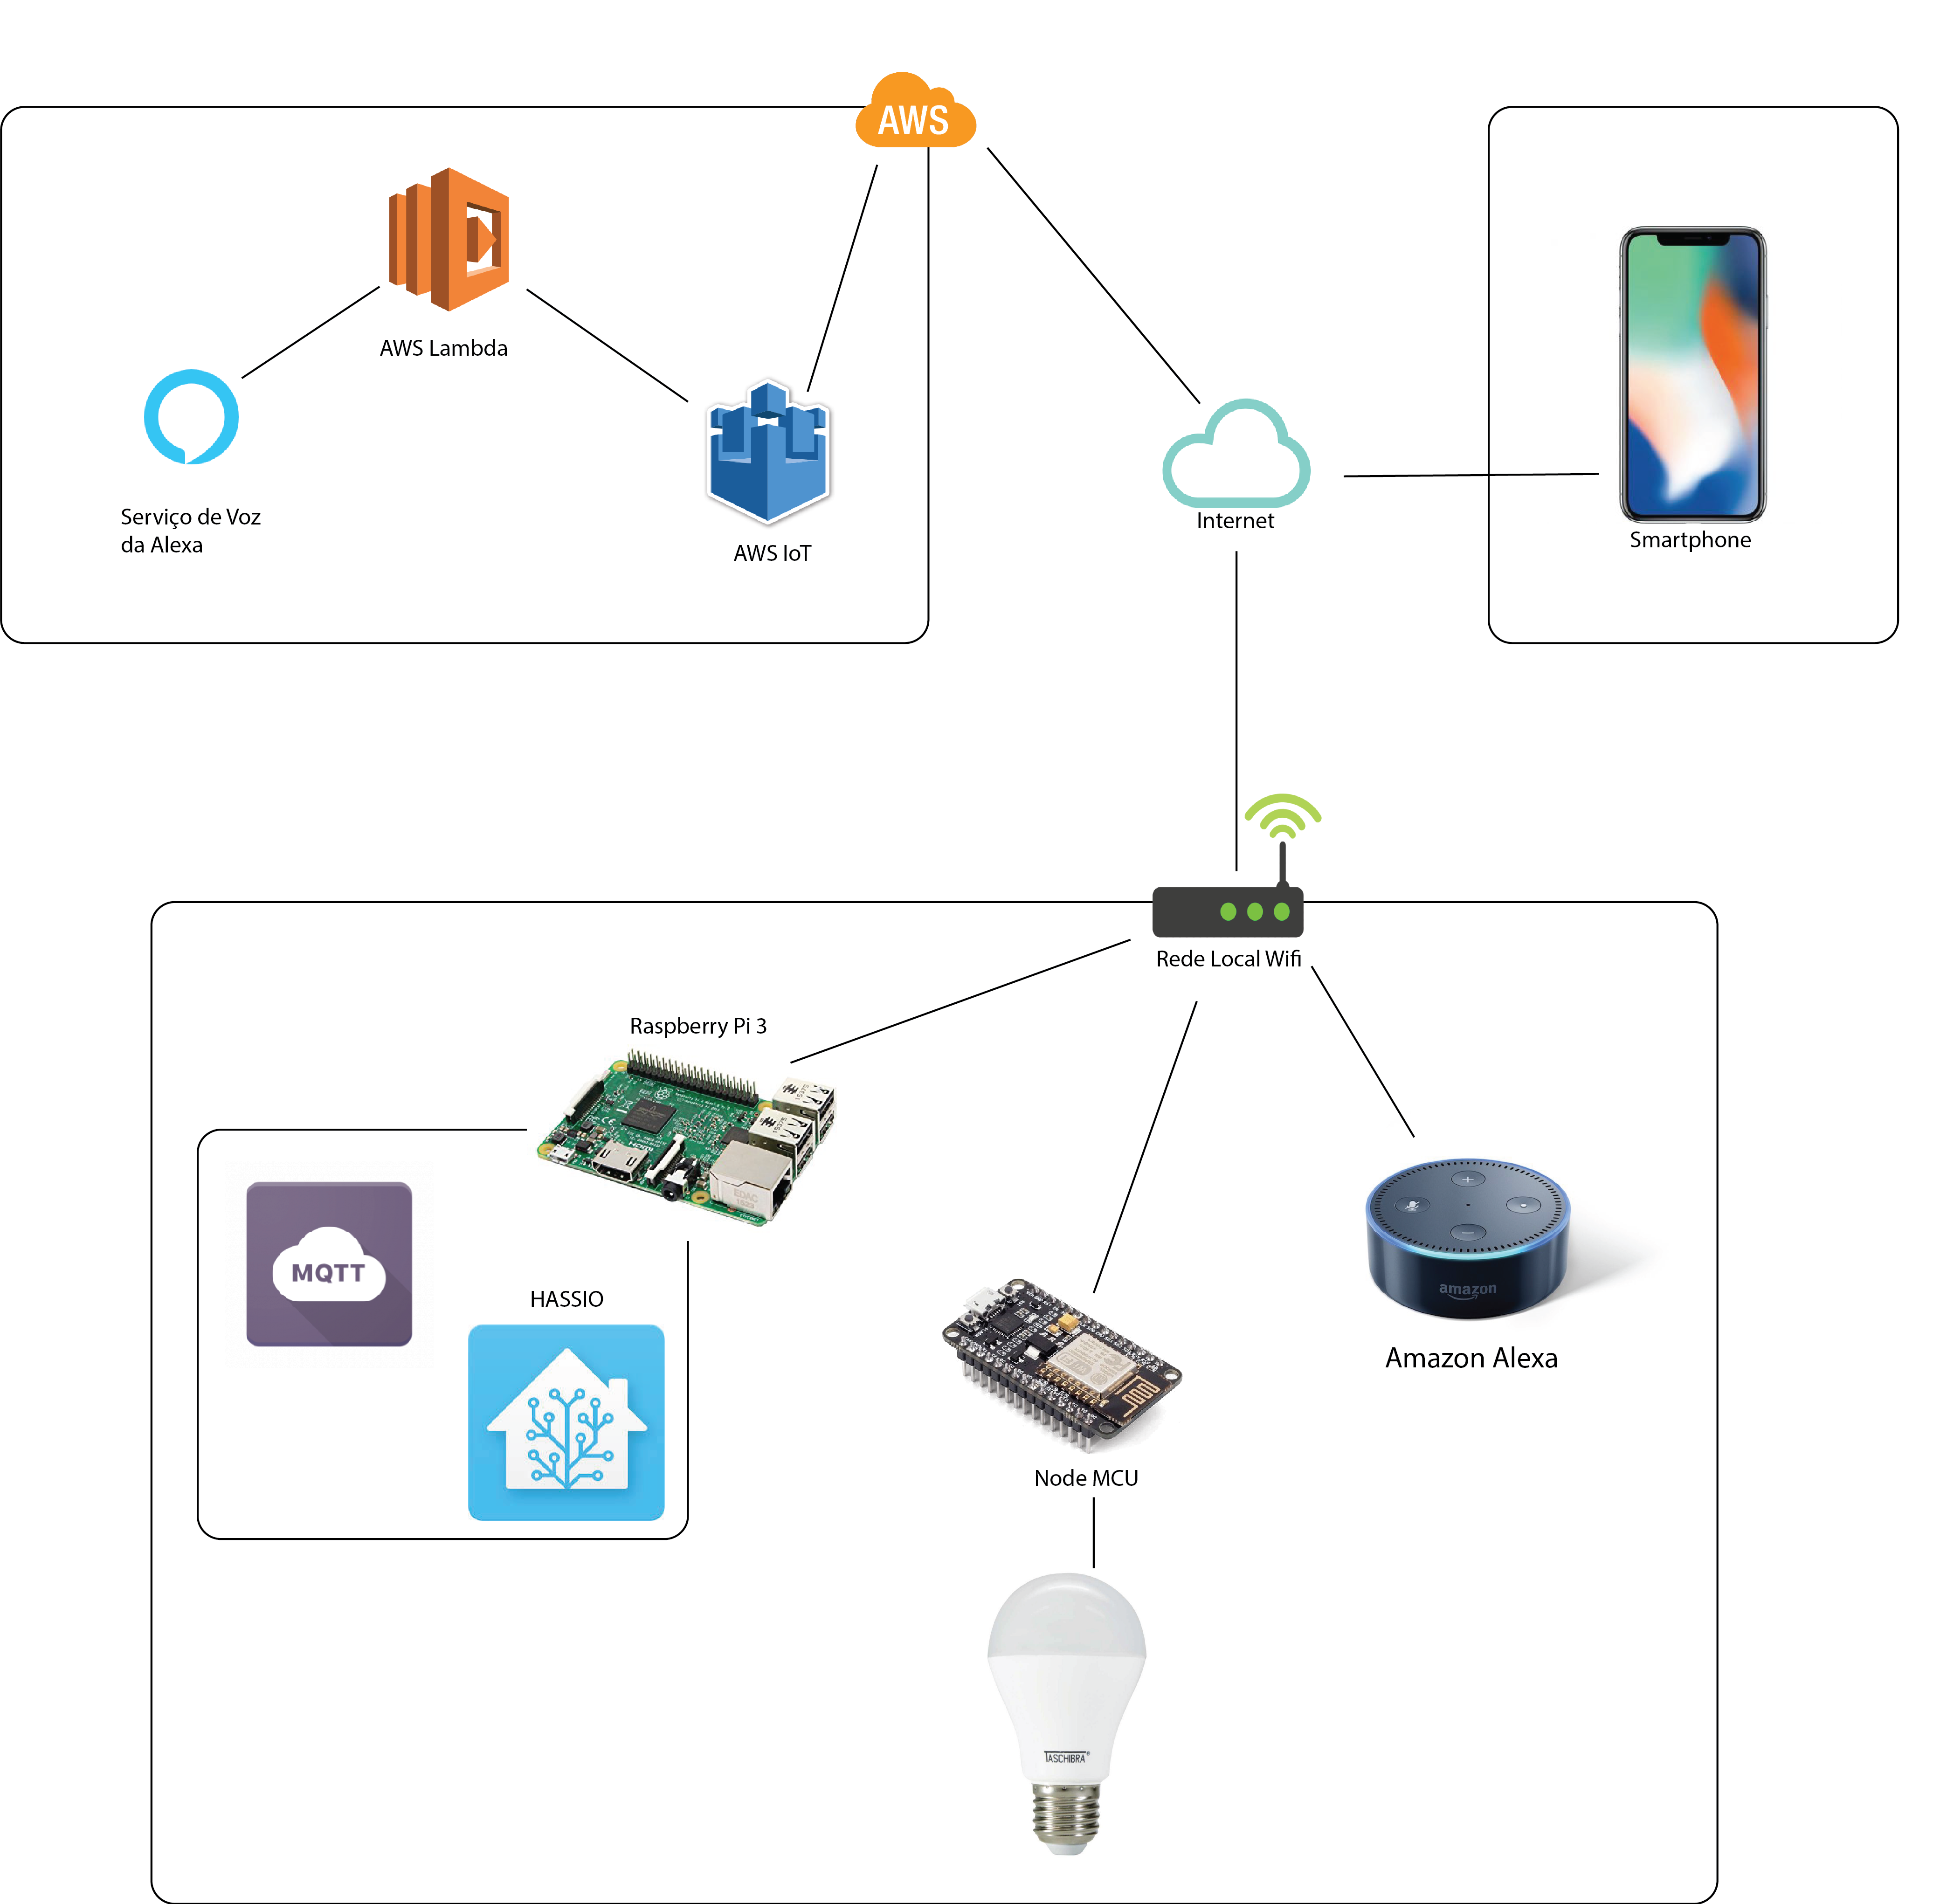 AWS
AWS Lambda
Serviço de Voz
da Alexa
AWS IoT
Internet
Smartphone
Rede Local Wifi
Raspberry Pi 3
MQTT
HASSIO
amazon
Amazon Alexa
Node MCU
TASCHIBRA®